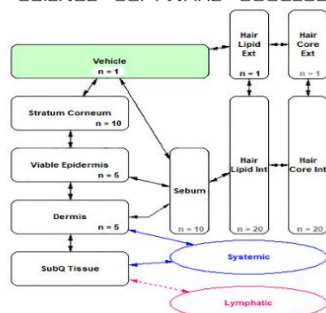 Vehicle
n = 1
Hair
Lipid
Ext
n = 1
Hair
Core
Ext
n = 1
Stratum Corneum
n = 10
Viable Epidermis
n = 5
Sebum
n = 10
Hair
Lipid Int
n = 20
Hair
Core Int
n = 20
Dermis
n = 5
SubQ Tissue
Systemic
Lymphatic